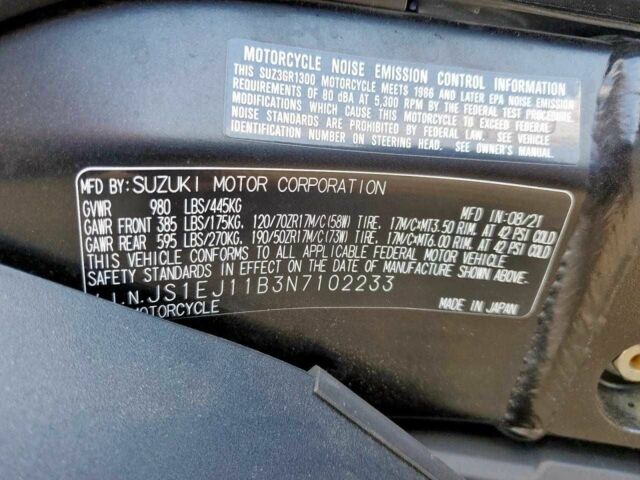 MOTORCYCLE NOISE EMISSION CONTROL INFORMATION
THIS SUZ3GR1300 MOTORCYCLE MEETS 1986 AND LATER EPA NOISE EMISSION
REQUIREMENTS OF 80 dBA AT 5,300 RPM BY THE FEDERAL TEST PROCEDURE.
MODIFICATIONS WHICH CAUSE THIS MOTORCYCLE TO EXCEED FEDERAL
NOISE STANDARDS ARE PROHIBITED BY FEDERAL LAW. SEE VEHICLE
IDENTIFICATION NUMBER ON STEERING HEAD. SEE OWNER'S MANUAL.
MFD BY: SUZUKI MOTOR CORPORATION MFD IN: 08/21
GVWR 980 LBS/445KG
GAWR FRONT 385 LBS/175KG, 120/70ZR17M/C(58W) TIRE, 17M/C×MT3.50 RIM. AT 42 PSI COLD
GAWR REAR 595 LBS/270KG, 190/50ZR17M/C(73W) TIRE, 17M/C×MT6.00 RIM. AT 42 PSI COLD
THIS VEHICLE CONFORMS TO ALL APPLICABLE FEDERAL MOTOR VEHICLE
SAFETY STANDARDS IN EFFECT ON THE DATE OF MANUFACTURE SHOWN ABOVE.
V.I.N. JS1EJ11B3N7102233
MOTORCYCLE MADE IN JAPAN